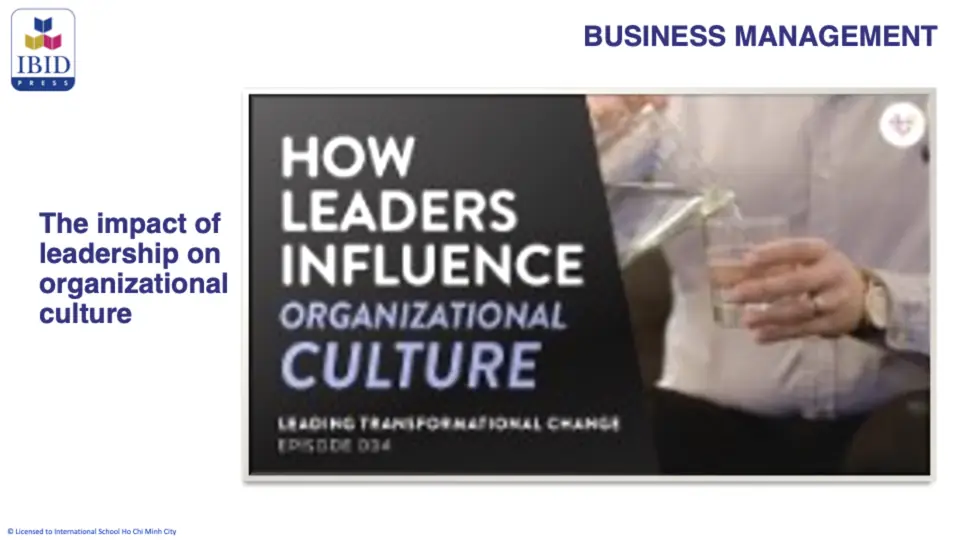 IBID
PRESS
BUSINESS MANAGEMENT
The impact of
leadership on
organizational
culture
HOW
LEADERS
INFLUENCE
ORGANIZATIONAL
CULTURE
LEADING TRANSFORMATIONAL CHANGE
EPISODE 034
© Licensed to International School Ho Chi Minh City